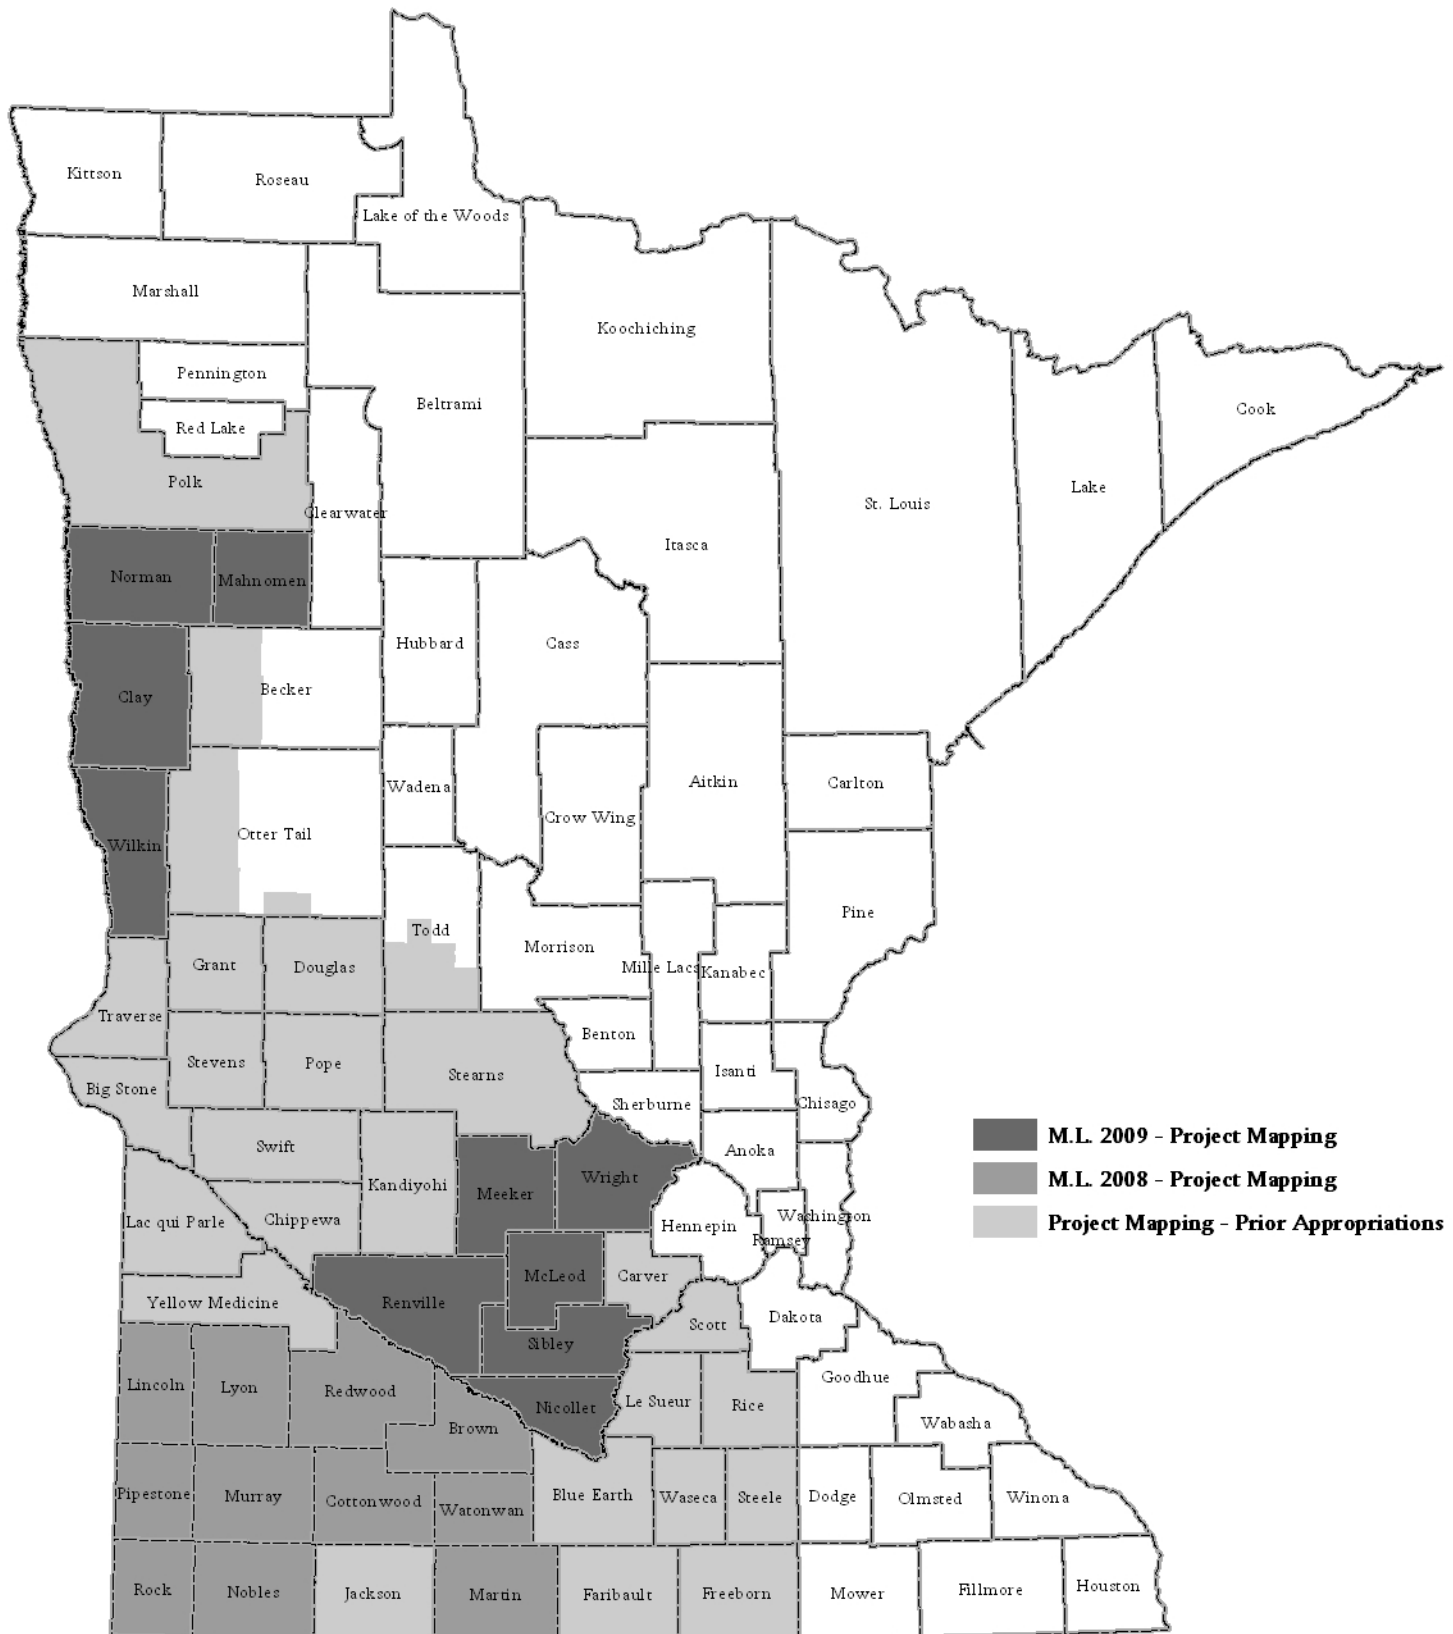 Kittson
Roseau
Lake of the Woods
Marshall
Koochiching
Pennington
Beltrami
Cook
Red Lake
Polk
Lake
St. Louis
Clearwater
Itasca
Norman
Mahnomen
Hubbard
Cass
Clay
Becker
Wadena
Aitkin
Carlton
Crow Wing
Otter Tail
Wilkin
Pine
Todd
Morrison
Grant
Douglas
Mille Lacs
Kanabec
Traverse
Benton
Stevens
Pope
Stearns
Isanti
Big Stone
Sherburne
Chisago
M.L. 2009 - Project Mapping
Swift
Anoka
Wright
M.L. 2008 - Project Mapping
Kandiyohi
Meeker
Lac qui Parle
Chippewa
Hennepin
Washington
Project Mapping - Prior Appropriations
Ramsey
McLeod
Carver
Yellow Medicine
Renville
Dakota
Scott
Sibley
Lincoln
Lyon
Redwood
Goodhue
Le Sueur
Rice
Nicollet
Brown
Wabasha
Pipestone
Murray
Cottonwood
Watonwan
Blue Earth
Waseca
Steele
Dodge
Olmsted
Winona
Rock
Nobles
Jackson
Martin
Faribault
Freeborn
Mower
Fillmore
Houston